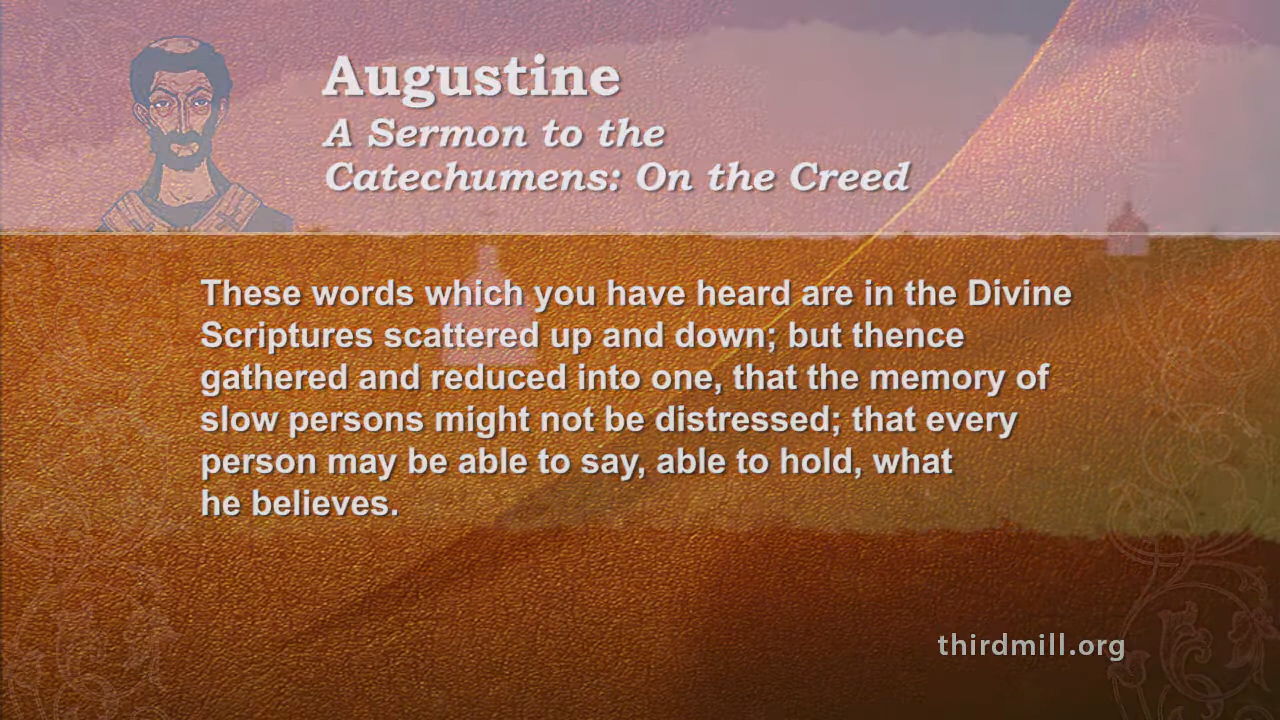 Augustine
A Sermon to the
Catechumens: On the Creed
These words which you have heard are in the Divine
Scriptures scattered up and down; but thence
gathered and reduced into one, that the memory of
slow persons might not be distressed; that every
person may be able to say, able to hold, what
he believes.
thirdmill.org